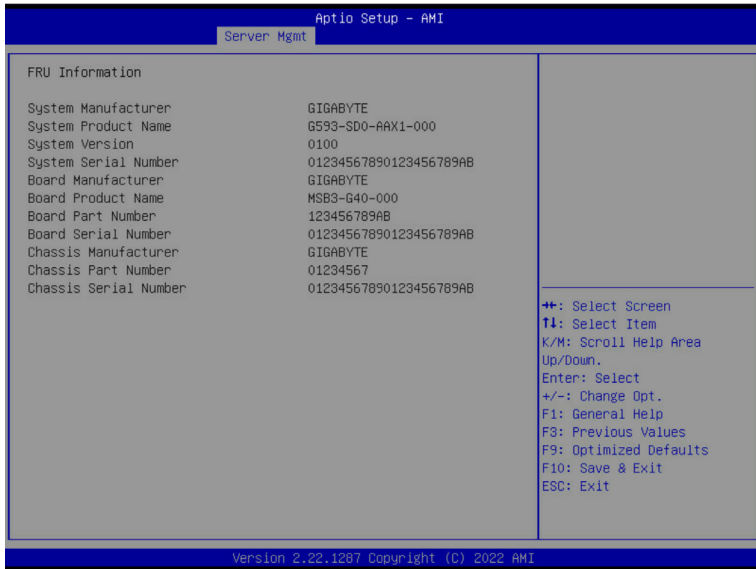 Aptio Setup – AMI
Server Mgmt
FRU Information
System Manufacturer GIGABYTE
System Product Name G593-SD0-AAX1-000
System Version 0100
System Serial Number 01234567890123456789AB
Board Manufacturer GIGABYTE
Board Product Name MSB3-G40-000
Board Part Number 123456789AB
Board Serial Number 01234567890123456789AB
Chassis Manufacturer GIGABYTE
Chassis Part Number 01234567
Chassis Serial Number 01234567890123456789AB
→←: Select Screen
↑↓: Select Item
K/M: Scroll Help Area
Up/Down.
Enter: Select
+/-: Change Opt.
F1: General Help
F3: Previous Values
F9: Optimized Defaults
F10: Save & Exit
ESC: Exit
Version 2.22.1287 Copyright (C) 2022 AMI